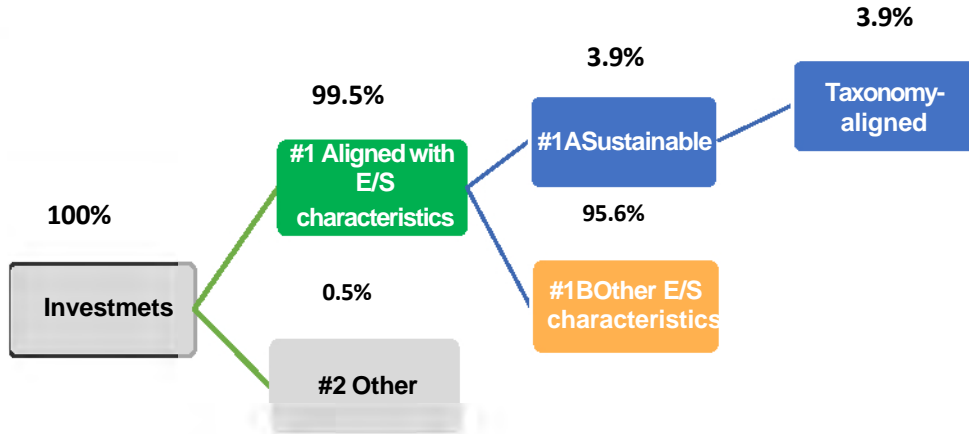 3.9%
3.9%
Taxonomy-
aligned
99.5%
#1ASustainable
#1 Aligned with
E/S
characteristics
100%
95.6%
Investmets
0.5%
#1BOther E/S
characteristics
#2 Other